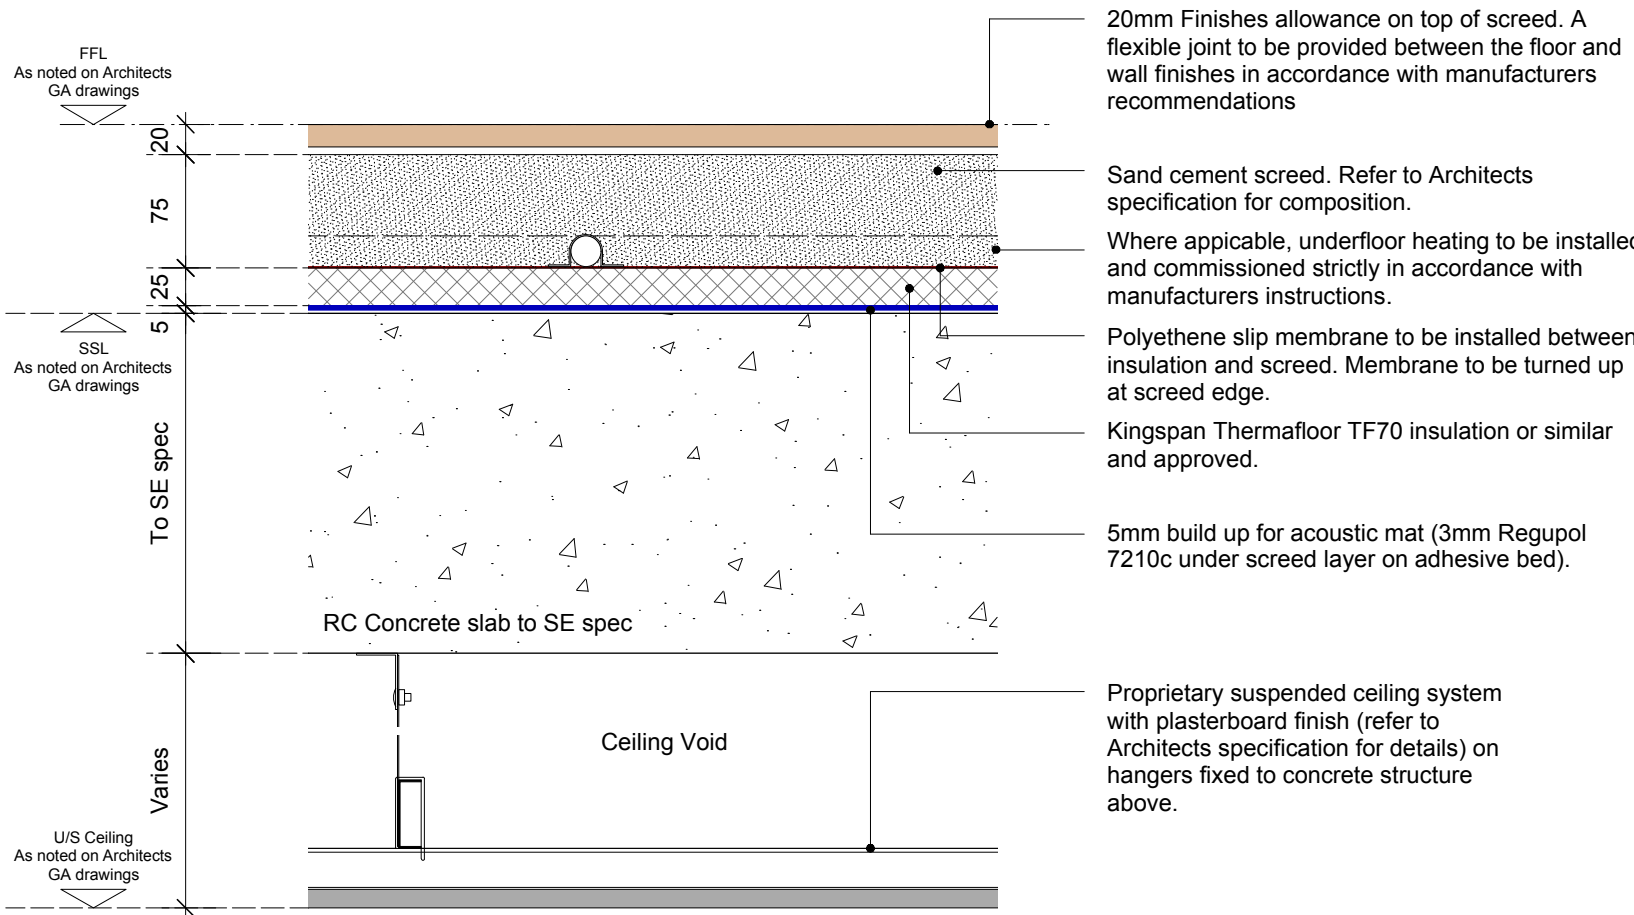 FFL
As noted on Architects
GA drawings
20
75
25
5
SSL
As noted on Architects
GA drawings
To SE spec
Varies
U/S Ceiling
As noted on Architects
GA drawings
RC Concrete slab to SE spec
Ceiling Void
20mm Finishes allowance on top of screed. A
flexible joint to be provided between the floor and
wall finishes in accordance with manufacturers
recommendations
Sand cement screed. Refer to Architects
specification for composition.
Where appicable, underfloor heating to be installed
and commissioned strictly in accordance with
manufacturers instructions.
Polyethene slip membrane to be installed between
insulation and screed. Membrane to be turned up
at screed edge.
Kingspan Thermafloor TF70 insulation or similar
and approved.
5mm build up for acoustic mat (3mm Regupol
7210c under screed layer on adhesive bed).
Proprietary suspended ceiling system
with plasterboard finish (refer to
Architects specification for details) on
hangers fixed to concrete structure
above.